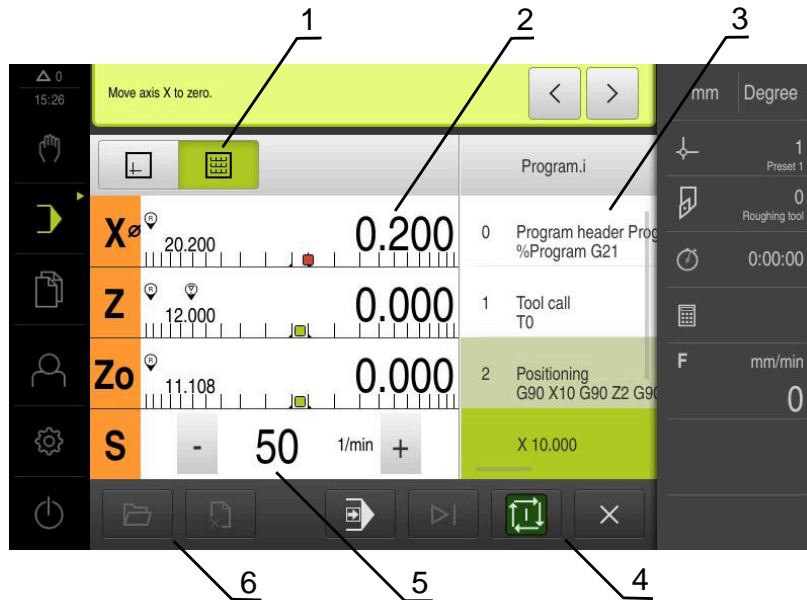 1
2
3
0
15:26
Move axis X to zero.
mm
Degree
Program.i
1
Preset 1
X⌀
R
20.200
0.200
0
Program header Prog
%Program G21
0
Roughing tool
0:00:00
Z
R
12.000
0.000
1
Tool call
T0
Zo
R
11.108
0.000
2
Positioning
G90 X10 G90 Z2 G90
F
mm/min
0
S
-
50
1/min
+
X 10.000
6
5
4